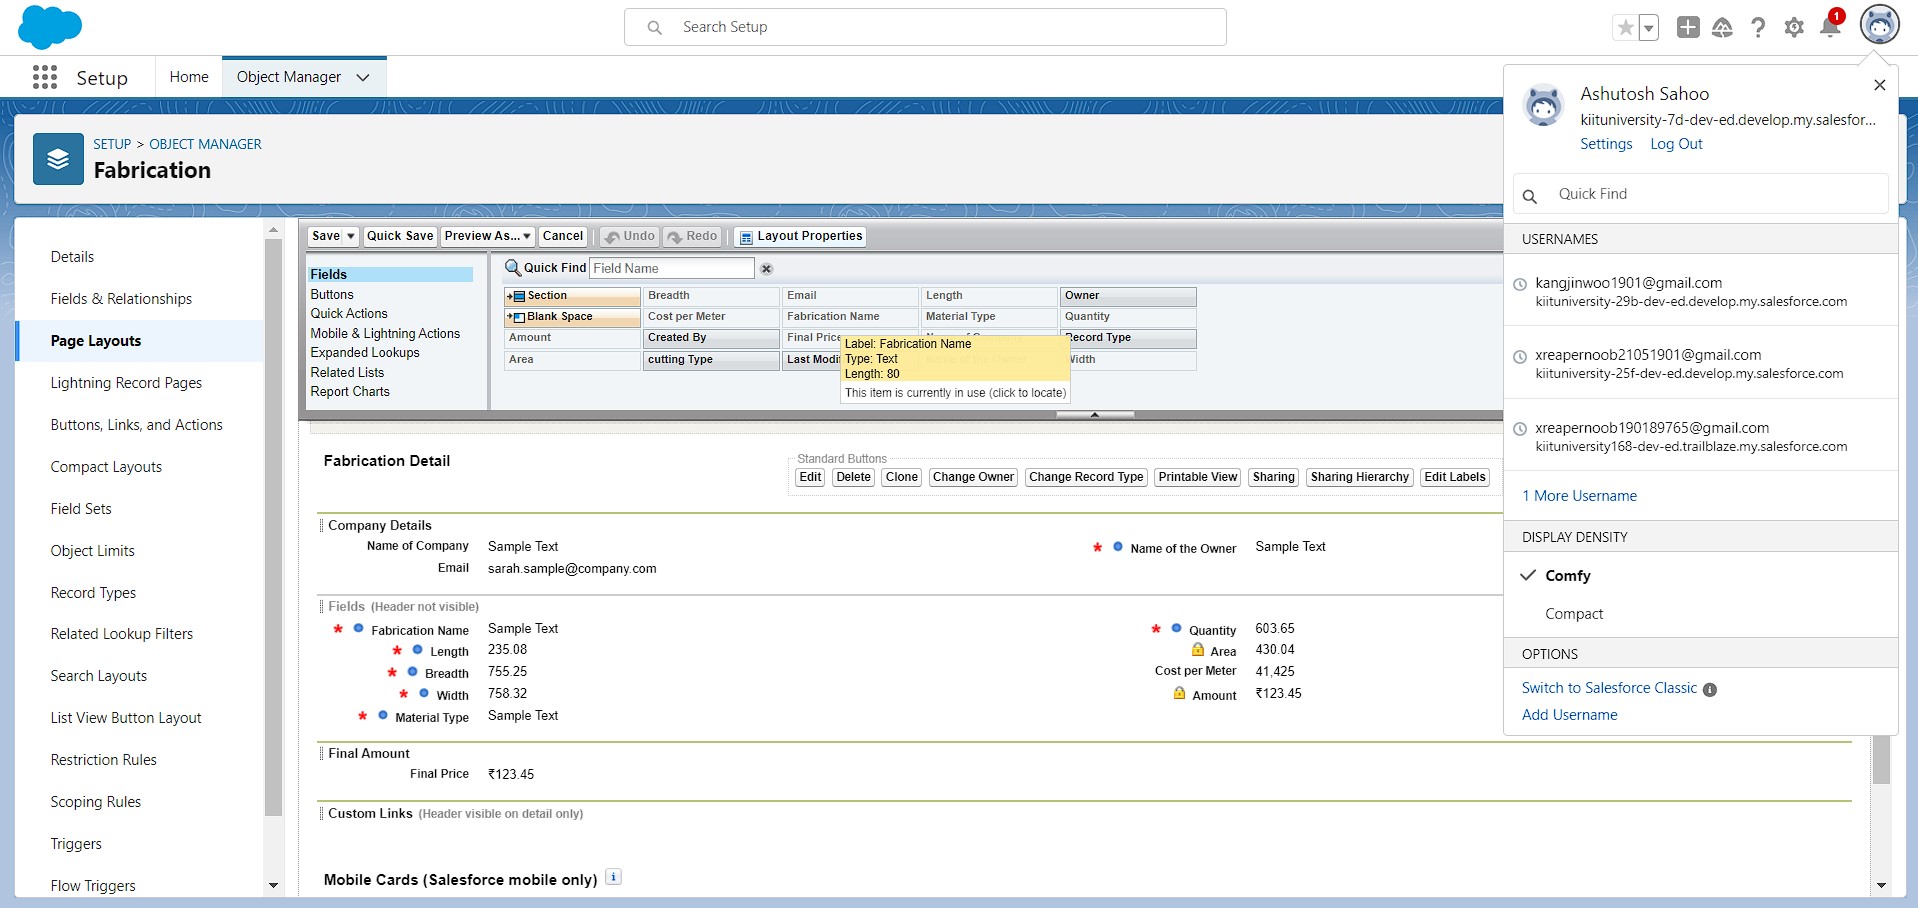 Search Setup
1
Setup
Home
Object Manager
SETUP > OBJECT MANAGER
Fabrication
Details
Fields & Relationships
Page Layouts
Lightning Record Pages
Buttons, Links, and Actions
Compact Layouts
Field Sets
Object Limits
Record Types
Related Lookup Filters
Search Layouts
List View Button Layout
Restriction Rules
Scoping Rules
Triggers
Flow Triggers
Save Quick Save Preview As... Cancel Undo Redo Layout Properties
Fields
Buttons
Quick Actions
Mobile & Lightning Actions
Expanded Lookups
Related Lists
Report Charts
Quick Find Field Name
Section Breadth Email Length Owner
Blank Space Cost per Meter Fabrication Name Material Type Quantity
Amount Created By Final Price Record Type
Area cutting Type Last Modi Width
Label: Fabrication Name
Type: Text
Length: 80
This item is currently in use (click to locate)
Fabrication Detail
Standard Buttons
Edit Delete Clone Change Owner Change Record Type Printable View Sharing Sharing Hierarchy Edit Labels
Company Details
Name of Company Sample Text * Name of the Owner Sample Text
Email sarah.sample@company.com
Fields (Header not visible)
* Fabrication Name Sample Text * Quantity 603.65
* Length 235.08 Area 430.04
* Breadth 755.25 Cost per Meter 41,425
* Width 758.32 Amount ₹123.45
* Material Type Sample Text
Final Amount
Final Price ₹123.45
Custom Links (Header visible on detail only)
Mobile Cards (Salesforce mobile only) i
Ashutosh Sahoo
kiituniversity-7d-dev-ed.develop.my.salesfor...
Settings Log Out
Quick Find
USERNAMES
kangjinwoo1901@gmail.com
kiituniversity-29b-dev-ed.develop.my.salesforce.com
xreapernoob21051901@gmail.com
kiituniversity-25f-dev-ed.develop.my.salesforce.com
xreapernoob190189765@gmail.com
kiituniversity168-dev-ed.trailblaze.my.salesforce.com
1 More Username
DISPLAY DENSITY
Comfy
Compact
OPTIONS
Switch to Salesforce Classic i
Add Username